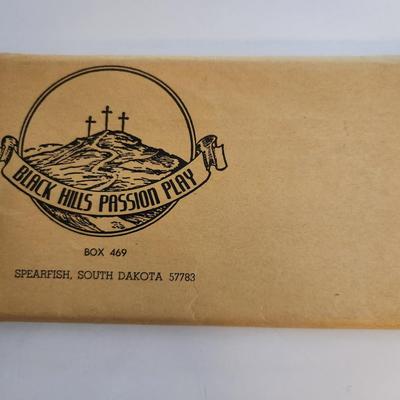 BLACK HILLS PASSION PLAY
BOX 469
SPEARFISH, SOUTH DAKOTA 57783